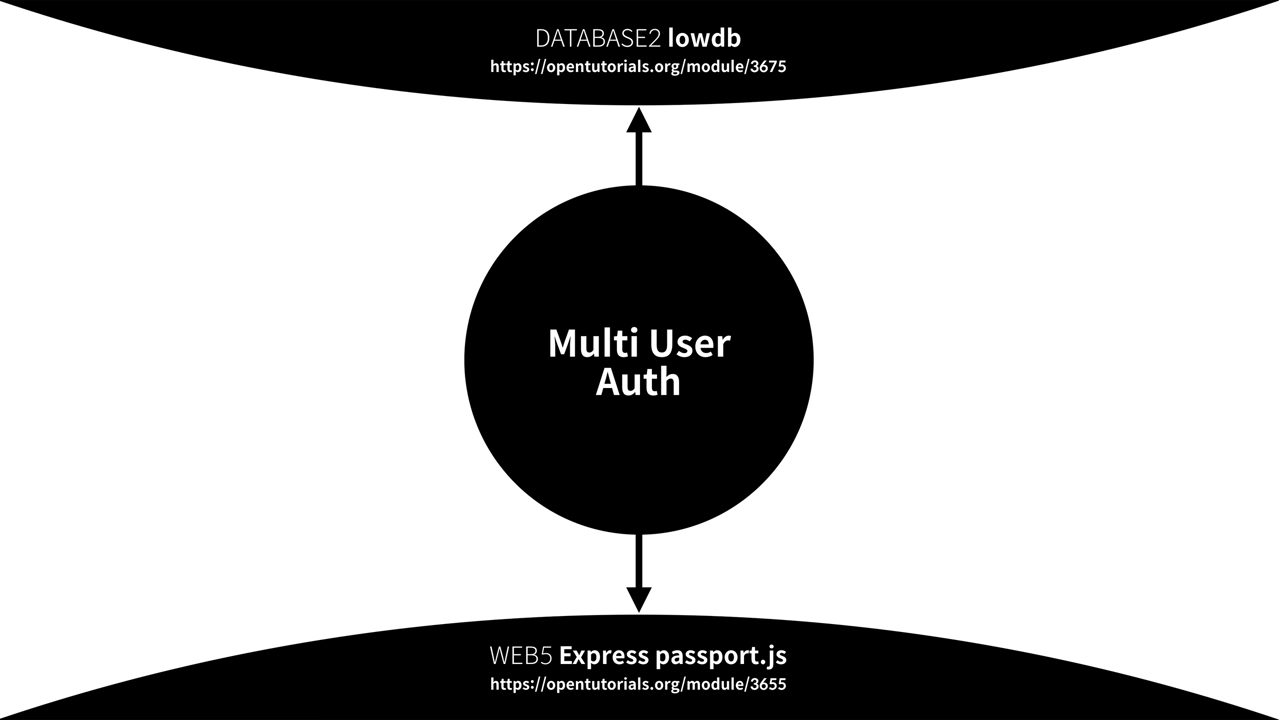 DATABASE2 lowdb
https://opentutorials.org/module/3675
Multi User
Auth
WEB5 Express passport.js
https://opentutorials.org/module/3655